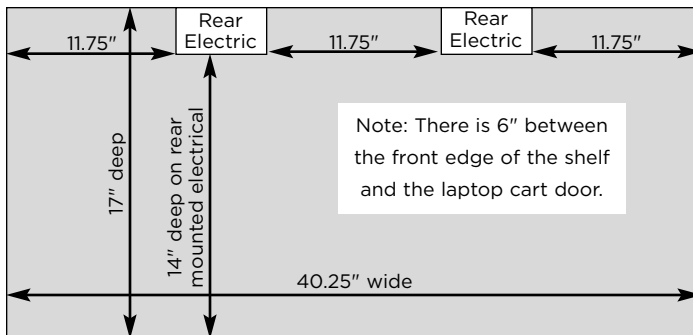 Rear
Electric
Rear
Electric
11.75"
11.75"
11.75"
17" deep
14" deep on rear
mounted electrical
Note: There is 6" between
the front edge of the shelf
and the laptop cart door.
40.25" wide